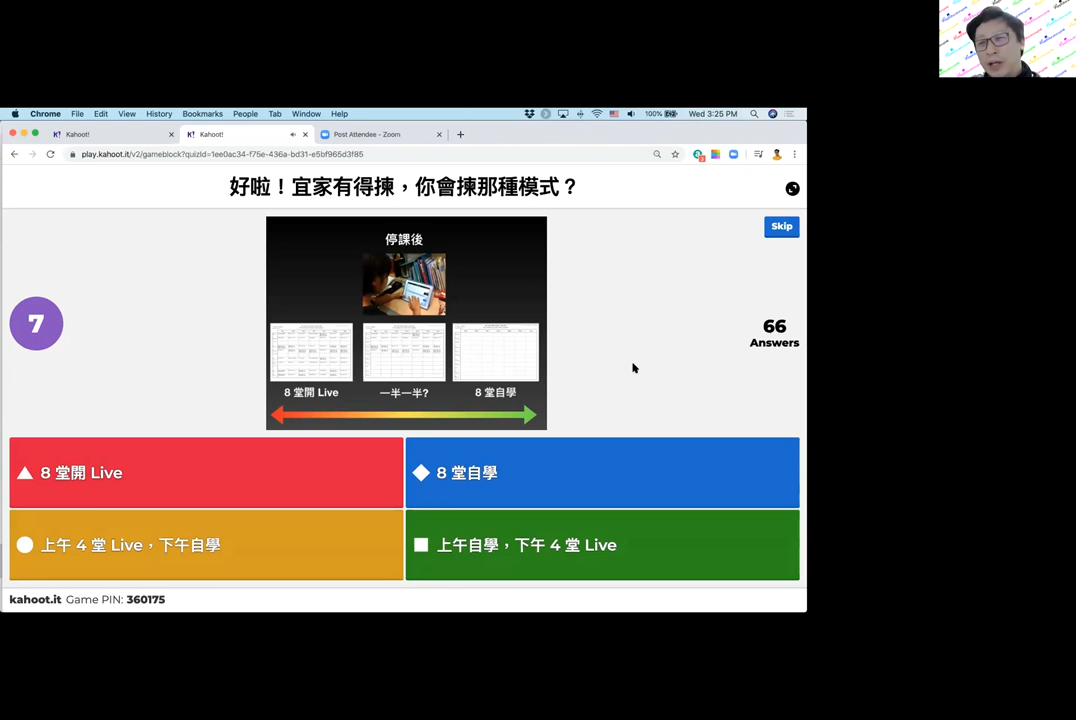 Chrome File Edit View History Bookmarks People Tab Window Help
100% Wed 3:25 PM
Kahoot!
Kahoot!
Post Attendee - Zoom
play.kahoot.it/v2/gameblock?quizId=1ee0ac34-f75e-436a-bd31-e5bf965d3f85
好啦！宜家有得揀，你會揀那種模式？
Skip
停課後
7
66
Answers
8 堂開 Live
一半一半?
8 堂自學
8 堂開 Live
8 堂自學
上午 4 堂 Live，下午自學
上午自學，下午 4 堂 Live
kahoot.it Game PIN: 360175